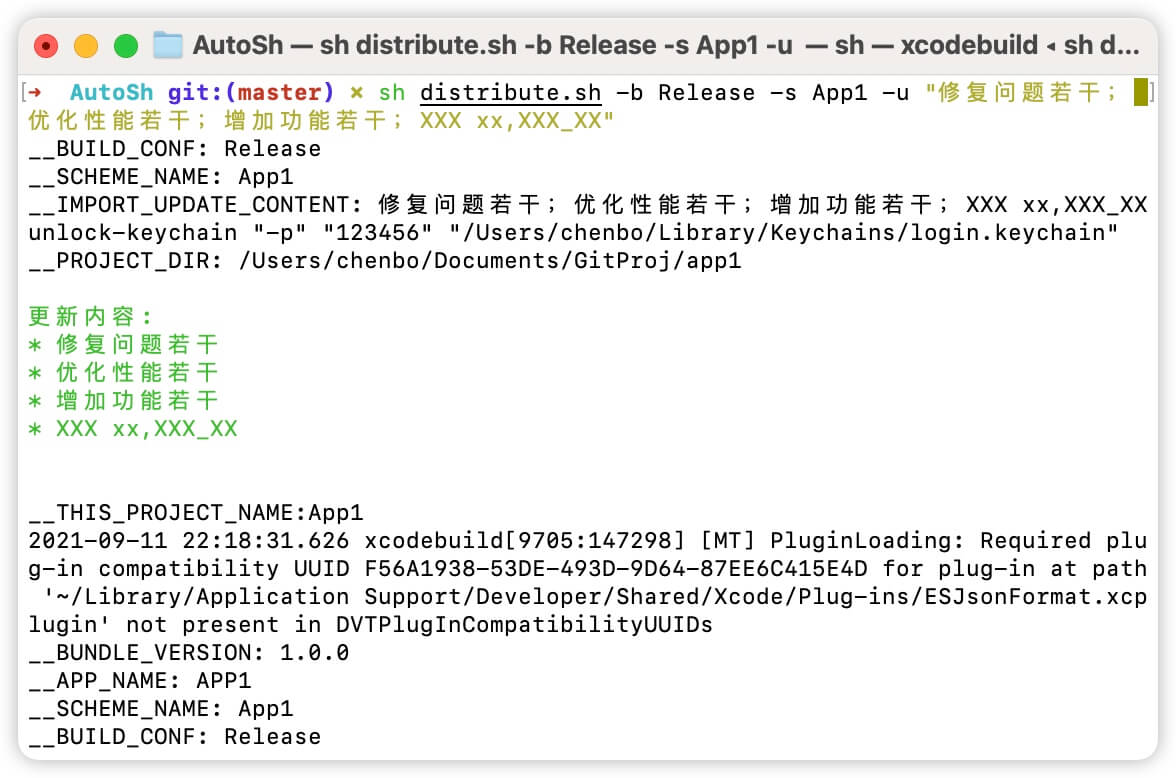 AutoSh — sh distribute.sh -b Release -s App1 -u — sh — xcodebuild ◂ sh d...
[➜ AutoSh git:(master) × sh distribute.sh -b Release -s App1 -u "修复问题若干； ]
优化性能若干；增加功能若干；XXX xx,XXX_XX"
__BUILD_CONF: Release
__SCHEME_NAME: App1
__IMPORT_UPDATE_CONTENT: 修复问题若干；优化性能若干；增加功能若干；XXX xx,XXX_XX
unlock-keychain "-p" "123456" "/Users/chenbo/Library/Keychains/login.keychain"
__PROJECT_DIR: /Users/chenbo/Documents/GitProj/app1
更新内容：
* 修复问题若干
* 优化性能若干
* 增加功能若干
* XXX xx,XXX_XX
__THIS_PROJECT_NAME:App1
2021-09-11 22:18:31.626 xcodebuild[9705:147298] [MT] PluginLoading: Required plu
g-in compatibility UUID F56A1938-53DE-493D-9D64-87EE6C415E4D for plug-in at path
'~/Library/Application Support/Developer/Shared/Xcode/Plug-ins/ESJsonFormat.xcp
lugin' not present in DVTPlugInCompatibilityUUIDs
__BUNDLE_VERSION: 1.0.0
__APP_NAME: APP1
__SCHEME_NAME: App1
__BUILD_CONF: Release